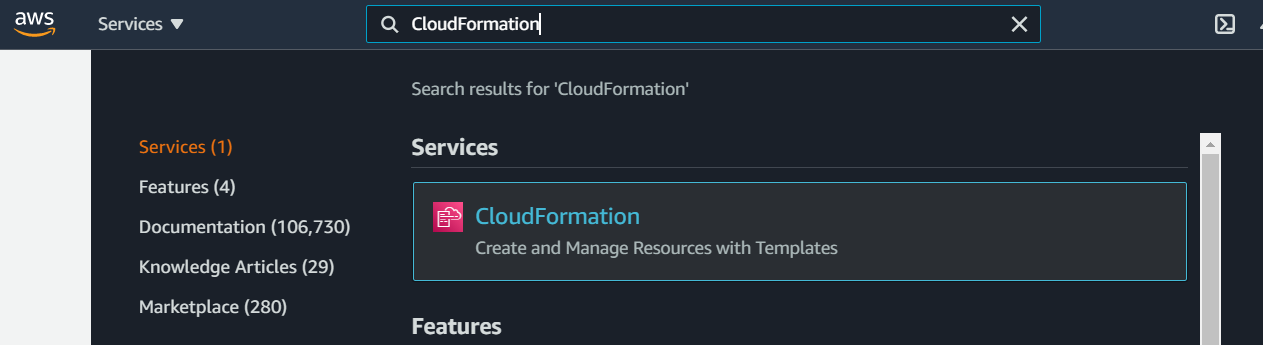 aws
Services ▼
CloudFormation
Search results for 'CloudFormation'
Services (1)
Features (4)
Documentation (106,730)
Knowledge Articles (29)
Marketplace (280)
Services
CloudFormation
Create and Manage Resources with Templates
Features